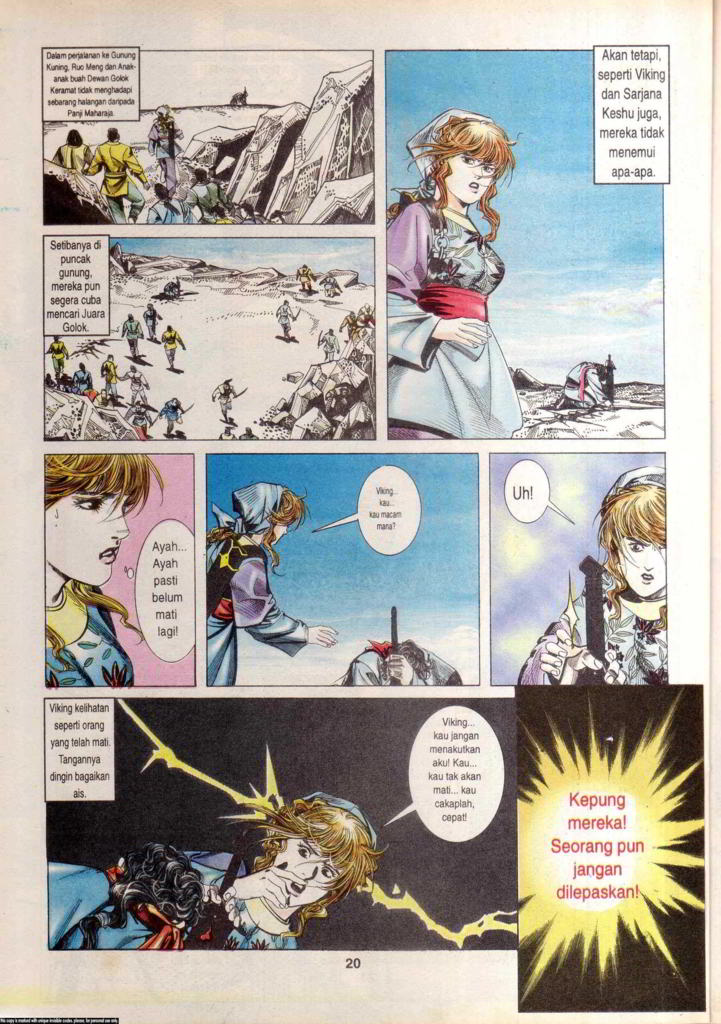 Dalam perjalanan ke Gunung
Kuning, Ruo Meng dan Anak-
anak buah Dewan Golok
Keramat tidak menghadapi
sebarang halangan daripada
Panji Maharaja.
Akan tetapi,
seperti Viking
dan Sarjana
Keshu juga,
mereka tidak
menemui
apa-apa.
Setibanya di
puncak
gunung,
mereka pun
segera cuba
mencari Juara
Golok.
Ayah...
Ayah
pasti
belum
mati
lagi!
Viking...
kau...
kau macam
mana?
Uh!
Viking kelihatan
seperti orang
yang telah mati.
Tangannya
dingin bagaikan
ais.
Viking...
kau jangan
menakutkan
aku! Kau...
kau tak akan
mati... kau
cakaplah,
cepat!
Kepung
mereka!
Seorang pun
jangan
dilepaskan!
20
This copy is marked with unique invisible codes, please, for personal use only.